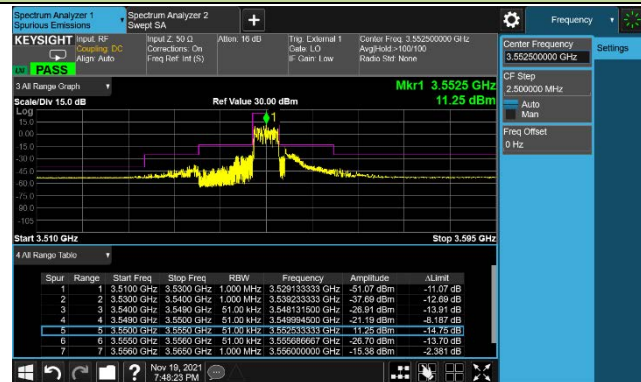 Spectrum Analyzer 1
Spurious Emissions
Spectrum Analyzer 2
Swept SA
+
Frequency
KEYSIGHT
Input: RF
Coupling: DC
Align: Auto
Input Z: 50 Ω
Corrections: On
Freq Ref: Int (S)
Atten: 16 dB
Trig: External 1
Gate: LO
IF Gain: Low
Center Freq: 3.552500000 GHz
Avg|Hold:>100/100
Radio Std: None
LW PASS
3 All Range Graph
Scale/Div 15.0 dB
Ref Value 30.00 dBm
Mkr1 3.5525 GHz
11.25 dBm
Log
15.0
0.00
-15.0
-30.0
-45.0
-60.0
-75.0
-90.0
-105
1
Start 3.510 GHz
Stop 3.595 GHz
4 All Range Table
Spur Range Start Freq Stop Freq RBW Frequency Amplitude ΔLimit
1 1 3.5100 GHz 3.5300 GHz 1.000 MHz 3.529133333 GHz -51.07 dBm -11.07 dB
2 2 3.5300 GHz 3.5400 GHz 1.000 MHz 3.539233333 GHz -37.69 dBm -12.69 dB
3 3 3.5400 GHz 3.5490 GHz 51.00 kHz 3.548131500 GHz -26.91 dBm -13.91 dB
4 4 3.5490 GHz 3.5500 GHz 51.00 kHz 3.549994500 GHz -21.19 dBm -8.187 dB
5 5 3.5500 GHz 3.5550 GHz 51.00 kHz 3.552533333 GHz 11.25 dBm -14.75 dB
6 6 3.5550 GHz 3.5560 GHz 51.00 kHz 3.555686667 GHz -26.70 dBm -13.70 dB
7 7 3.5560 GHz 3.5650 GHz 1.000 MHz 3.556000000 GHz -15.38 dBm -2.381 dB
Nov 19, 2021
7:48:23 PM
?
Center Frequency
3.552500000 GHz
Settings
CF Step
2.500000 MHz
Auto
Man
Freq Offset
0 Hz